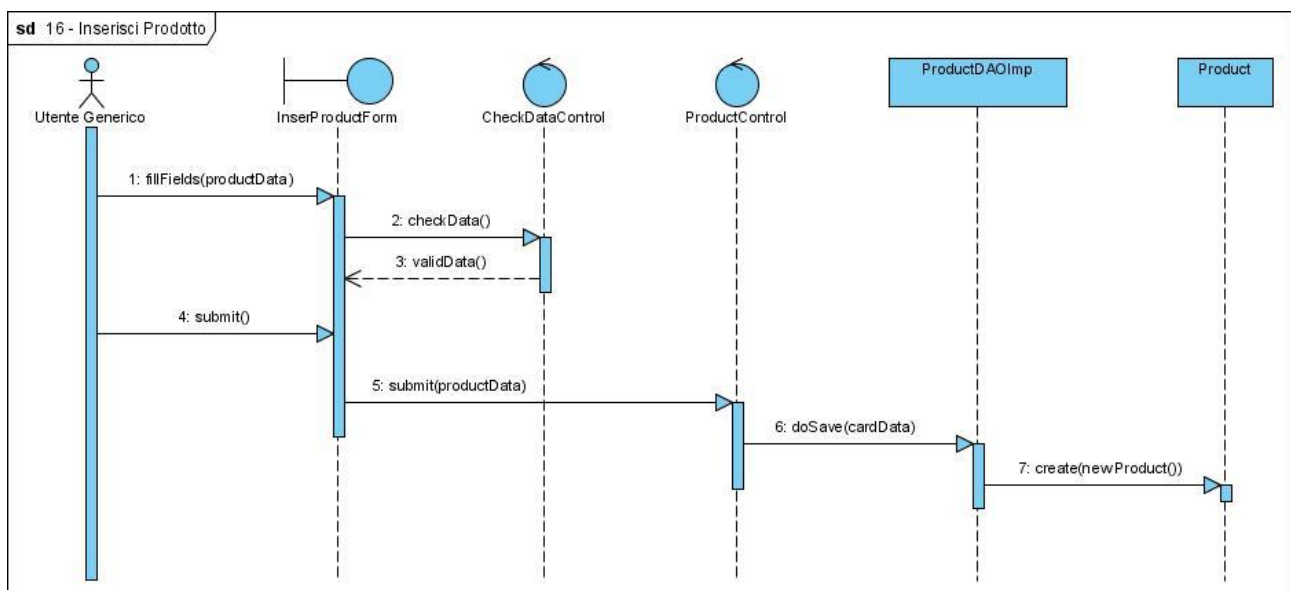 sd 16 - Inserisci Prodotto
Utente Generico
InserProductForm
CheckDataControl
ProductControl
ProductDAOImp
Product
1: fillFields(productData)
2: checkData()
3: validData()
4: submit()
5: submit(productData)
6: doSave(cardData)
7: create(newProduct())